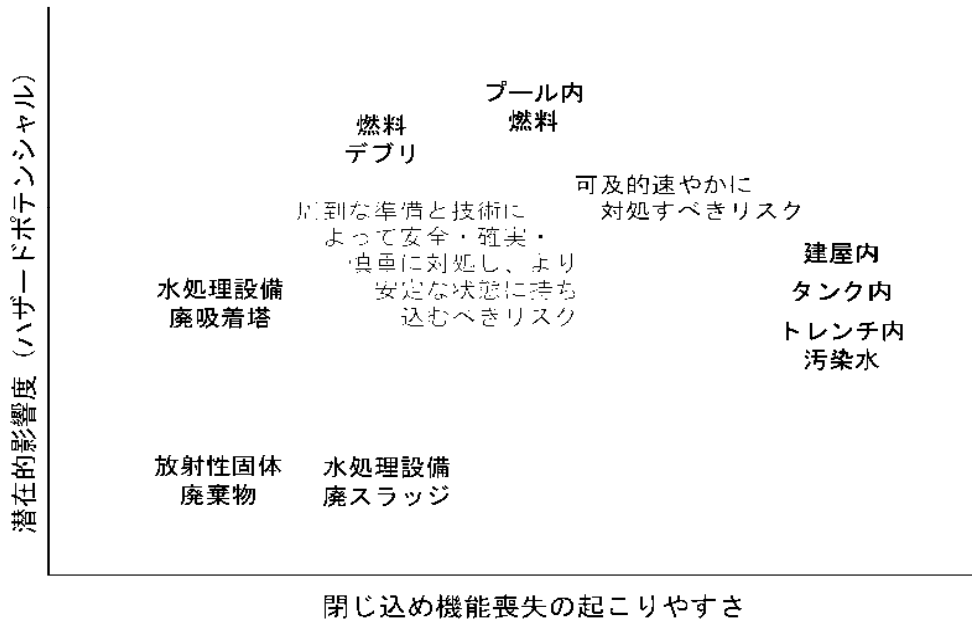 潜在的影響度（ハザードポテンシャル）
プール内
燃料
燃料
デブリ
可及的速やかに
対処すべきリスク
周到な準備と技術に
よって安全・確実・
慎重に対処し、より
安定な状態に持ち
込むべきリスク
建屋内
タンク内
トレンチ内
汚染水
水処理設備
廃吸着塔
放射性固体
廃棄物
水処理設備
廃スラッジ
閉じ込め機能喪失の起こりやすさ